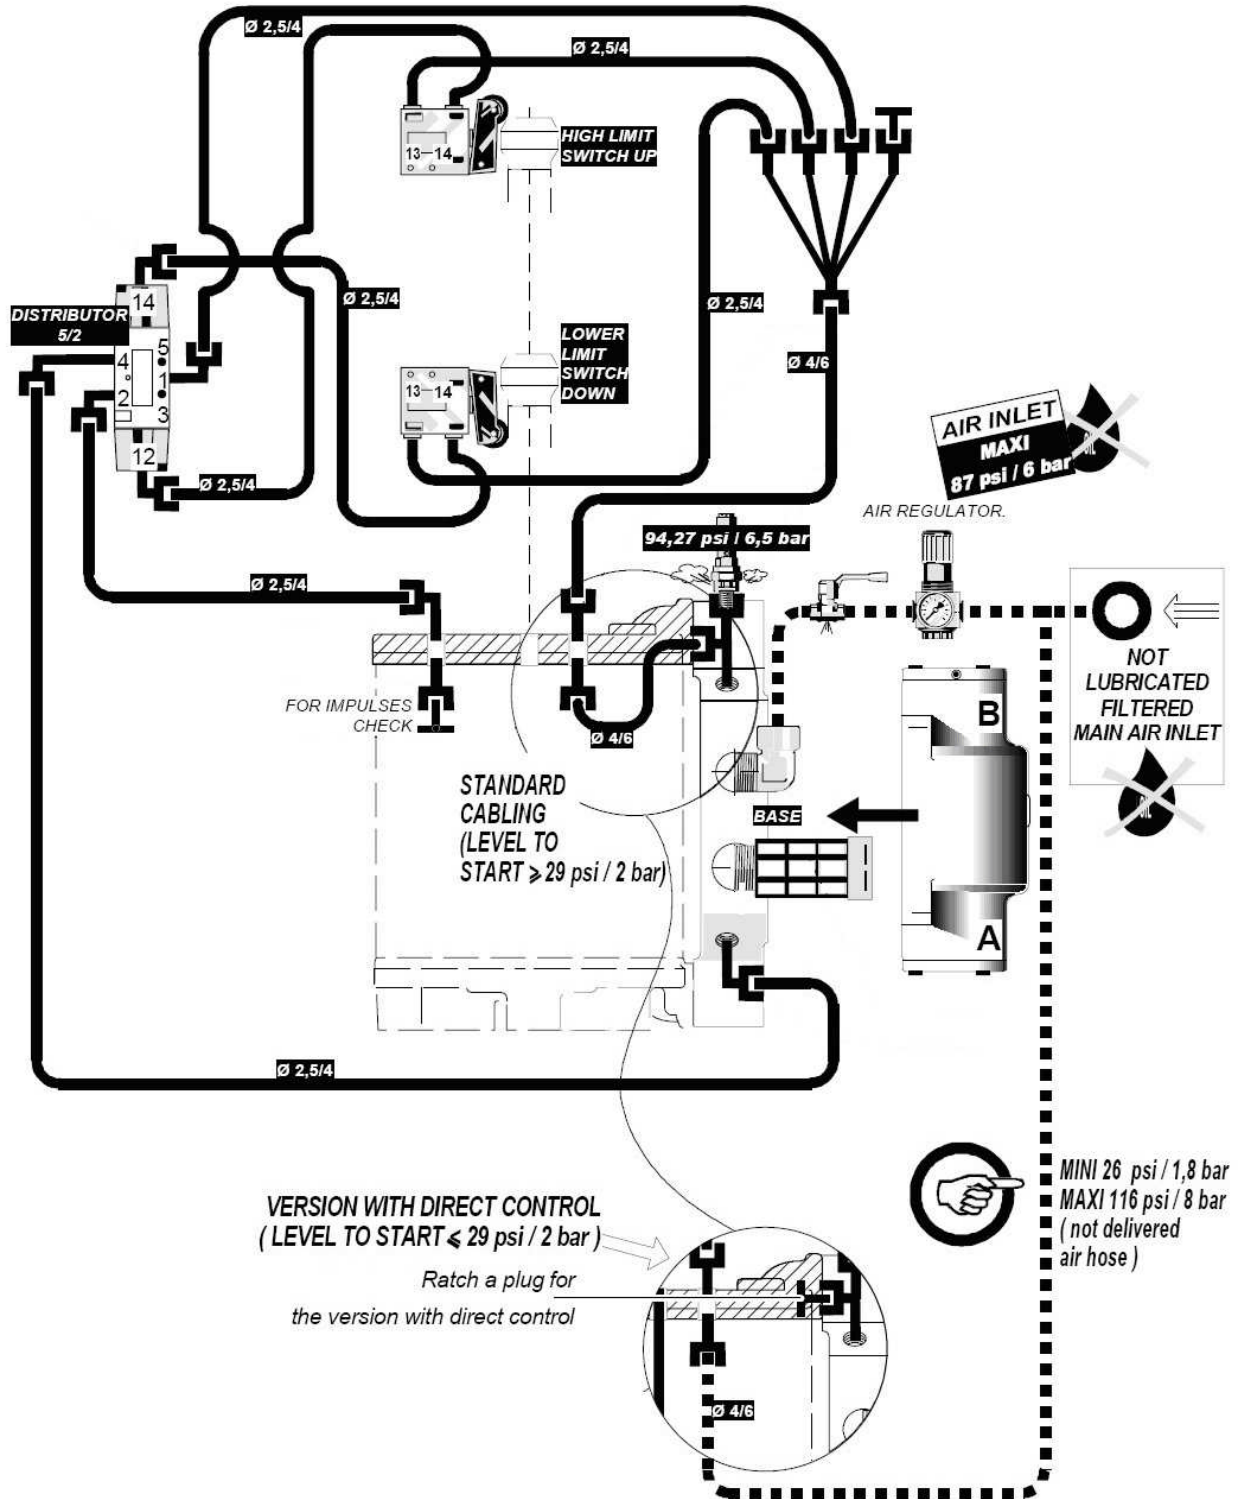 Ø 2,5/4
Ø 2,5/4
HIGH LIMIT
SWITCH UP
13-14
14
DISTRIBUTOR
5/2
Ø 2,5/4
Ø 2,5/4
4
5
1
2
3
12
LOWER
LIMIT
SWITCH
DOWN
13-14
Ø 4/6
Ø 2,5/4
AIR INLET
MAXI
87 psi / 6 bar
OIL
AIR REGULATOR.
94,27 psi / 6,5 bar
Ø 2,5/4
FOR IMPULSES
CHECK
Ø 4/6
NOT
LUBRICATED
FILTERED
MAIN AIR INLET
OIL
B
A
STANDARD
CABLING
(LEVEL TO
START ⩾ 29 psi / 2 bar)
BASE
Ø 2,5/4
MINI 26 psi / 1,8 bar
MAXI 116 psi / 8 bar
( not delivered
air hose )
VERSION WITH DIRECT CONTROL
( LEVEL TO START ⩽ 29 psi / 2 bar )
Ratch a plug for
the version with direct control
Ø 4/6